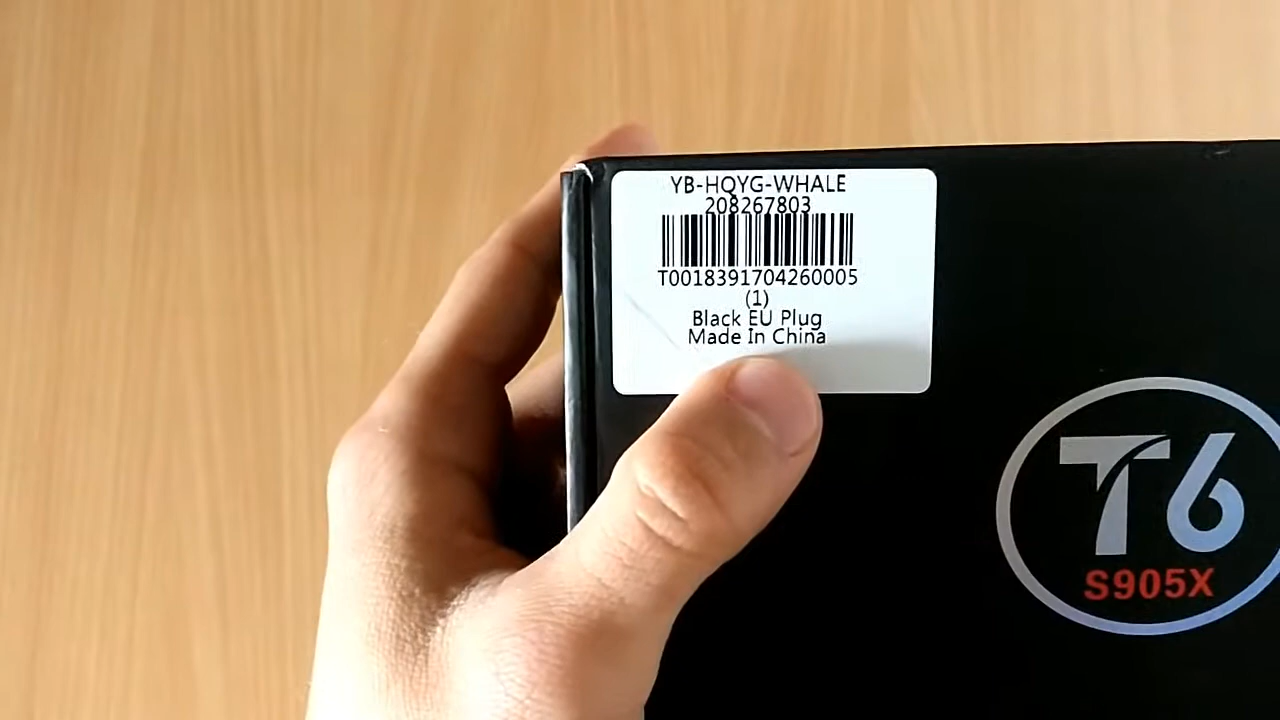 YB-HQYG-WHALE
208267803
T0018391704260005
(1)
Black EU Plug
Made In China
T6
S905X